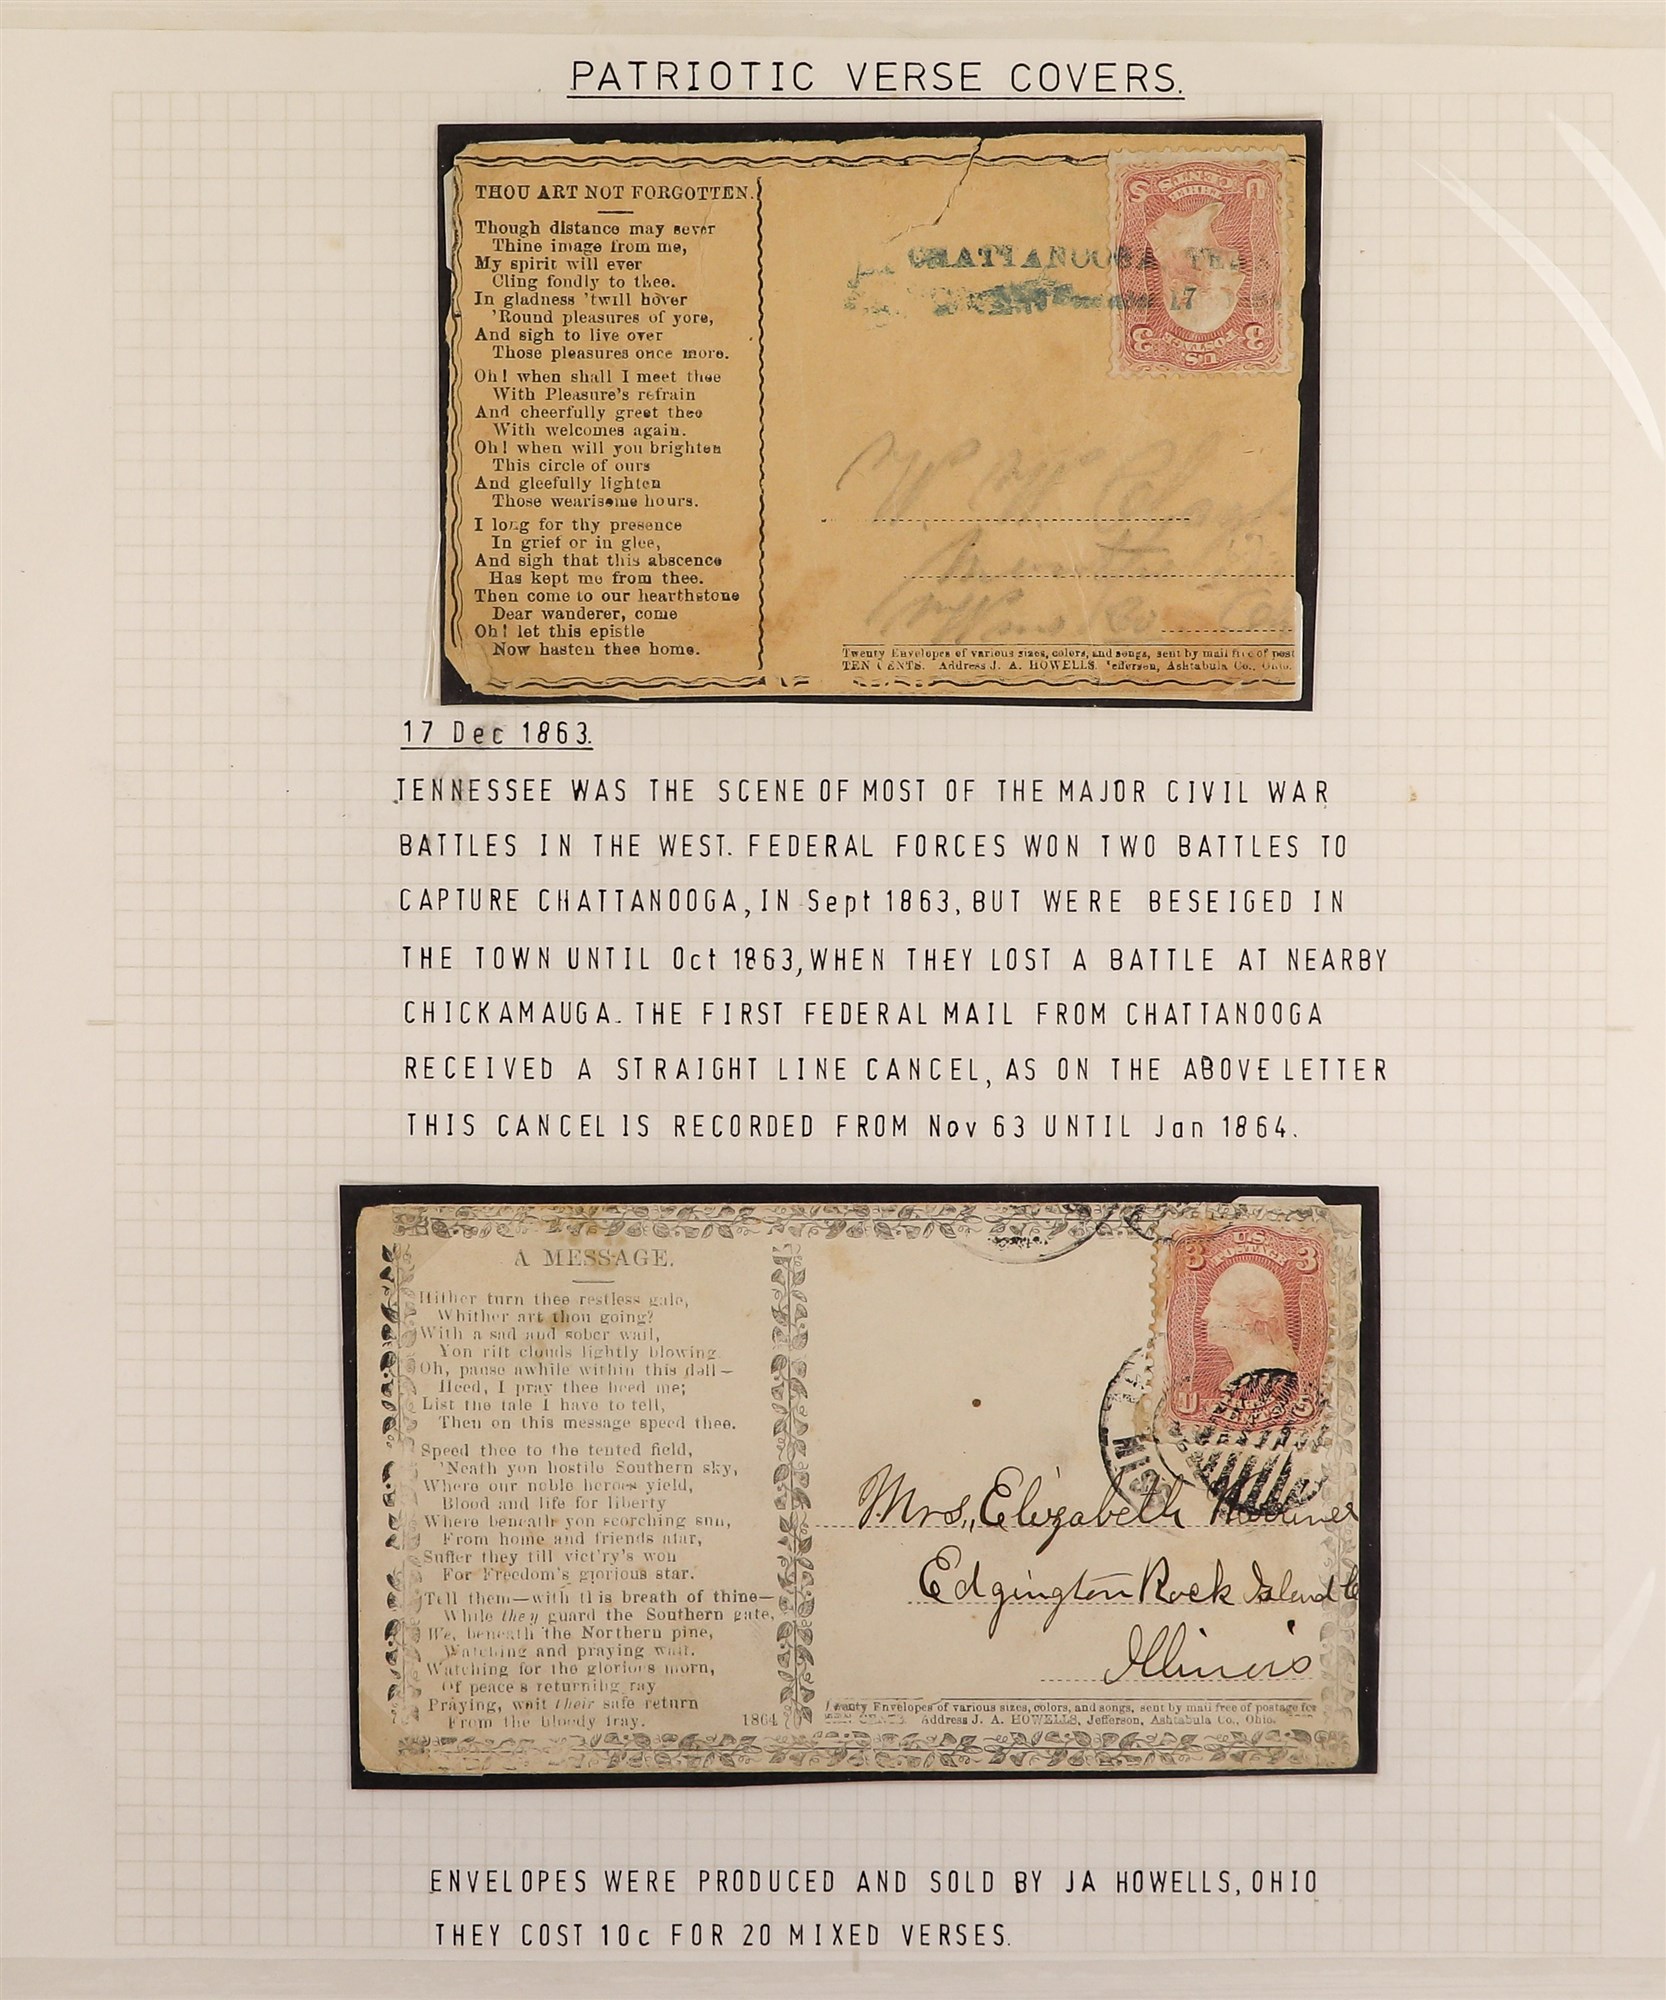 PATRIOTIC VERSE COVERS.
THOU ART NOT FORGOTTEN.
Though distance may sever
Thine image from me,
My spirit will ever
Cling fondly to thee.
In gladness 'twill hover
'Round pleasures of yore,
And sigh to live over
Those pleasures once more.
Oh! when shall I meet thee
With Pleasure's refrain
And cheerfully greet thee
With welcomes again.
Oh! when will you brighten
This circle of ours
And gleefully lighten
Those wearisome hours.
I long for thy presence
In grief or in glee,
And sigh that this abscence
Has kept me from thee.
Then come to our hearthstone
Dear wanderer, come
Oh! let this epistle
Now hasten thee home.
U CENTS S
CHATTANOOGA TEN
17
3 U.S. POSTAGE 3
Twenty Envelopes of various sizes, colors, and songs, sent by mail free of post
TEN CENTS. Address J. A. HOWELLS. Jefferson, Ashtabula Co., Ohio.
17 Dec 1863.
TENNESSEE WAS THE SCENE OF MOST OF THE MAJOR CIVIL WAR
BATTLES IN THE WEST. FEDERAL FORCES WON TWO BATTLES TO
CAPTURE CHATTANOOGA, IN Sept 1863, BUT WERE BESEIGED IN
THE TOWN UNTIL Oct 1863, WHEN THEY LOST A BATTLE AT NEARBY
CHICKAMAUGA. THE FIRST FEDERAL MAIL FROM CHATTANOOGA
RECEIVED A STRAIGHT LINE CANCEL, AS ON THE ABOVE LETTER
THIS CANCEL IS RECORDED FROM Nov 63 UNTIL Jan 1864.
A MESSAGE.
Hither turn thee restless gale,
Whither art thou going?
With a sad and sober wail,
Yon rift clouds lightly blowing
Oh, pause awhile within this dell—
Heed, I pray thee heed me;
List the tale I have to tell,
Then on this message speed thee.
Speed thee to the tented field,
'Neath yon hostile Southern sky,
Where our noble heroes yield,
Blood and life for liberty
Where beneath yon scorching sun,
From home and friends afar,
Suffer they till vict'ry's won
For Freedom's glorious star.
Tell them—with this breath of thine—
While they guard the Southern gate,
We, beneath the Northern pine,
Watching and praying wait.
Watching for the glorious morn,
Of peace s returning ray
Praying, wait their safe return
From the bloody fray.
1864
3 U.S. POSTAGE 3
U S
MISS
Mrs, Elizabeth
Edgington Rock Island Co
Illinois
Twenty Envelopes of various sizes, colors, and songs, sent by mail free of postage for
TEN CENTS. Address J. A. HOWELLS, Jefferson, Ashtabula Co., Ohio.
ENVELOPES WERE PRODUCED AND SOLD BY JA HOWELLS, OHIO
THEY COST 10c FOR 20 MIXED VERSES.